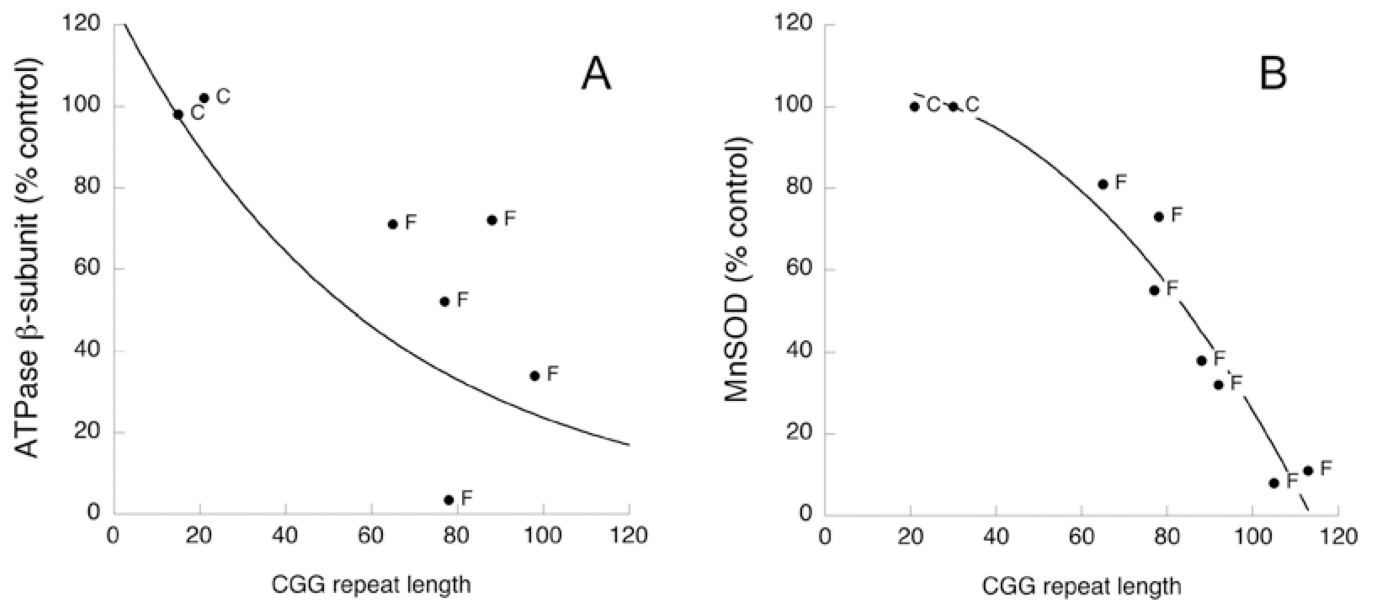 A
ATPase β-subunit (% control)
120
100
80
60
40
20
0
C
C
F
F
F
F
F
0 20 40 60 80 100 120
CGG repeat length
B
MnSOD (% control)
120
100
80
60
40
20
0
C C
F
F
F
F
F
F
F
0 20 40 60 80 100 120
CGG repeat length